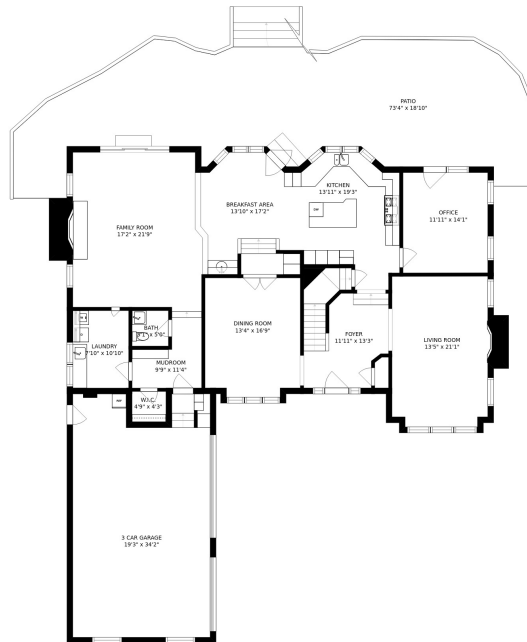 PATIO
73'4" x 18'10"
KITCHEN
13'11" x 19'3"
BREAKFAST AREA
13'10" x 17'2"
OFFICE
11'11" x 14'1"
FAMILY ROOM
17'2" x 21'9"
DINING ROOM
13'4" x 16'9"
BATH
FOYER
11'11" x 13'3"
LIVING ROOM
13'5" x 21'1"
LAUNDRY
7'10" x 10'10"
MUDROOM
9'9" x 11'4"
W.I.C.
4'9" x 4'3"
3 CAR GARAGE
19'3" x 34'2"